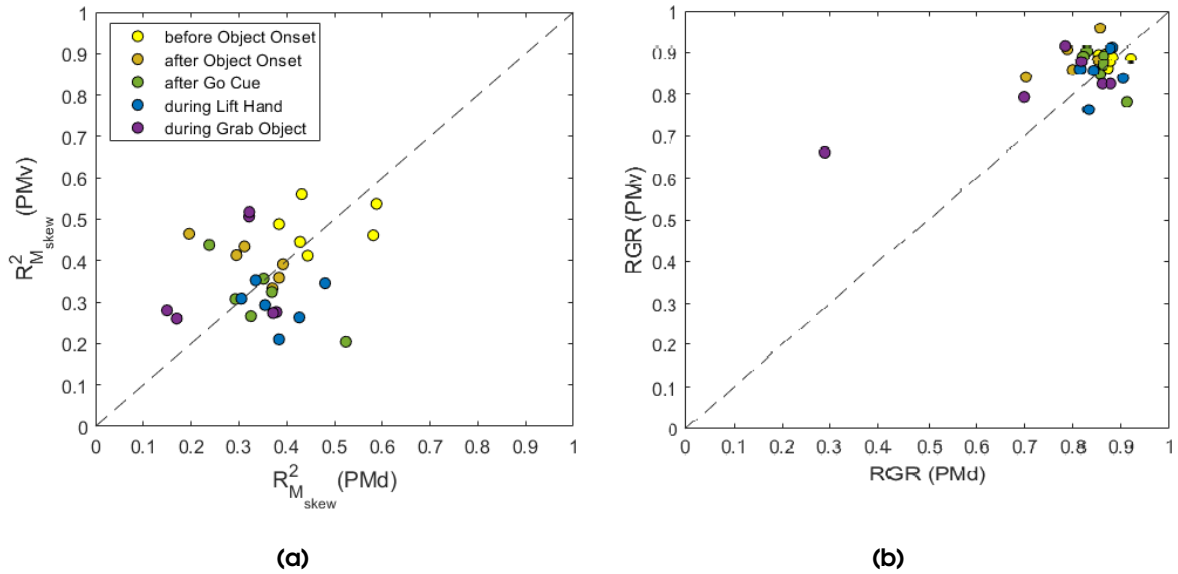 before Object Onset
after Object Onset
after Go Cue
during Lift Hand
during Grab Object
1
0.9
0.8
0.7
0.6
0.5
0.4
0.3
0.2
0.1
0
0 0.1 0.2 0.3 0.4 0.5 0.6 0.7 0.8 0.9 1
R²Mskew (PMv)
R²Mskew (PMd)
(a)
1
0.9
0.8
0.7
0.6
0.5
0.4
0.3
0.2
0.1
0
0 0.1 0.2 0.3 0.4 0.5 0.6 0.7 0.8 0.9 1
RGR (PMv)
RGR (PMd)
(b)